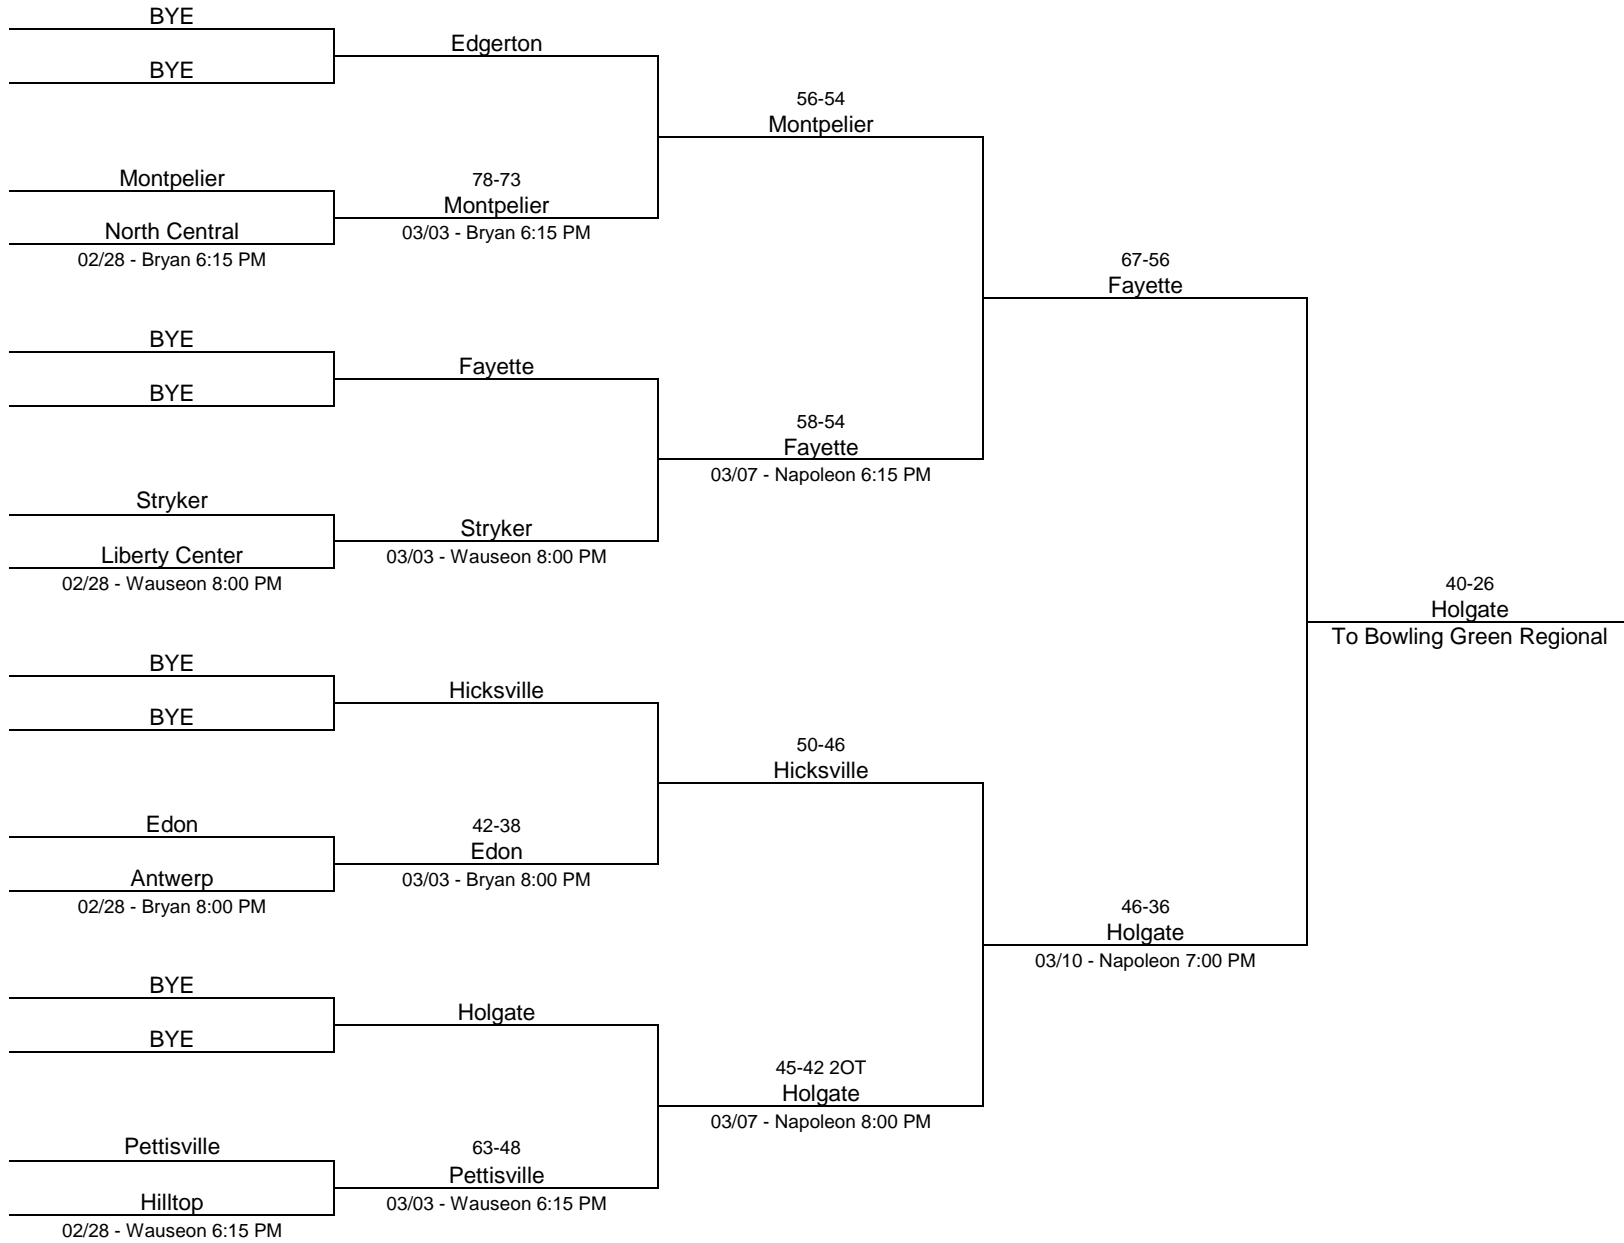 BYE
BYE
Edgerton
Montpelier
North Central
02/28 - Bryan 6:15 PM
78-73
Montpelier
03/03 - Bryan 6:15 PM
56-54
Montpelier
BYE
BYE
Fayette
Stryker
Liberty Center
02/28 - Wauseon 8:00 PM
Stryker
03/03 - Wauseon 8:00 PM
58-54
Fayette
03/07 - Napoleon 6:15 PM
67-56
Fayette
BYE
BYE
Hicksville
Edon
Antwerp
02/28 - Bryan 8:00 PM
42-38
Edon
03/03 - Bryan 8:00 PM
50-46
Hicksville
BYE
BYE
Holgate
Pettisville
Hilltop
02/28 - Wauseon 6:15 PM
63-48
Pettisville
03/03 - Wauseon 6:15 PM
45-42 2OT
Holgate
03/07 - Napoleon 8:00 PM
46-36
Holgate
03/10 - Napoleon 7:00 PM
40-26
Holgate
To Bowling Green Regional